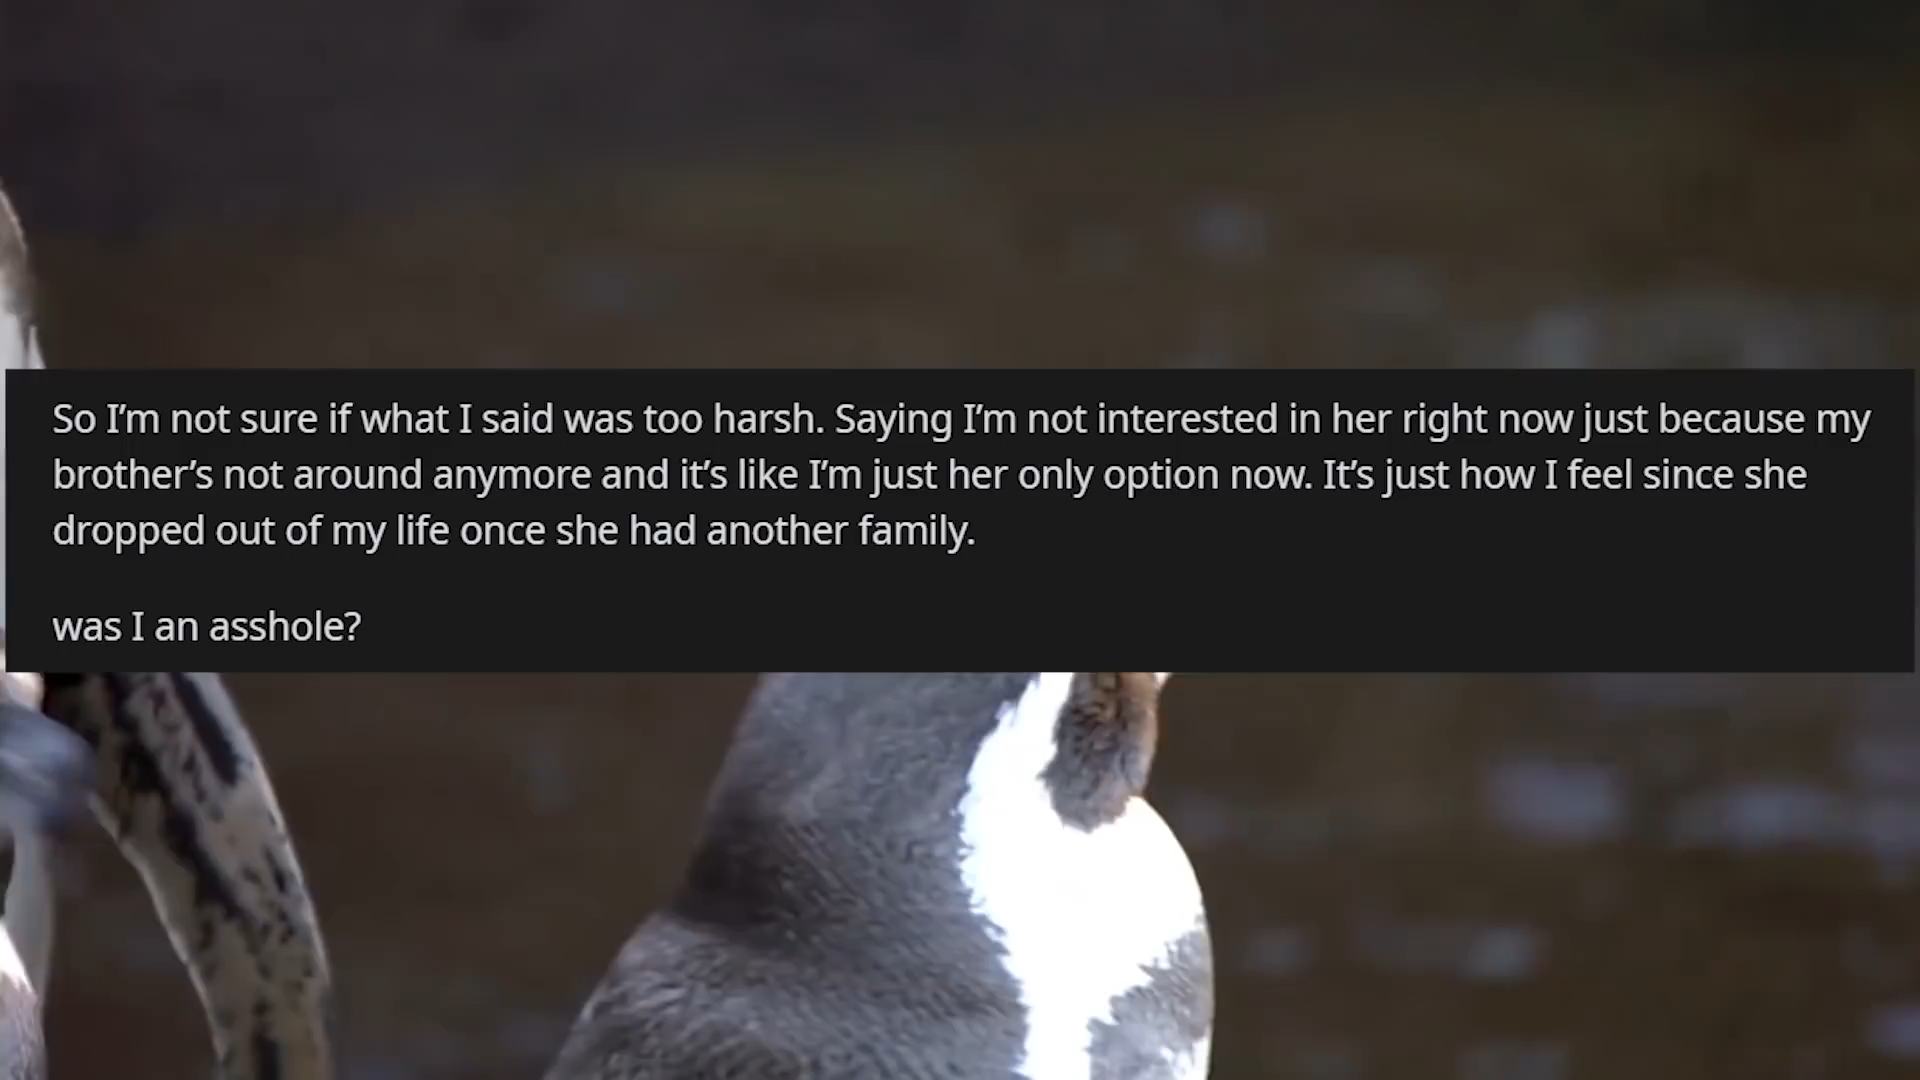 So I’m not sure if what I said was too harsh. Saying I’m not interested in her right now just because my
brother’s not around anymore and it’s like I’m just her only option now. It’s just how I feel since she
dropped out of my life once she had another family.
was I an asshole?